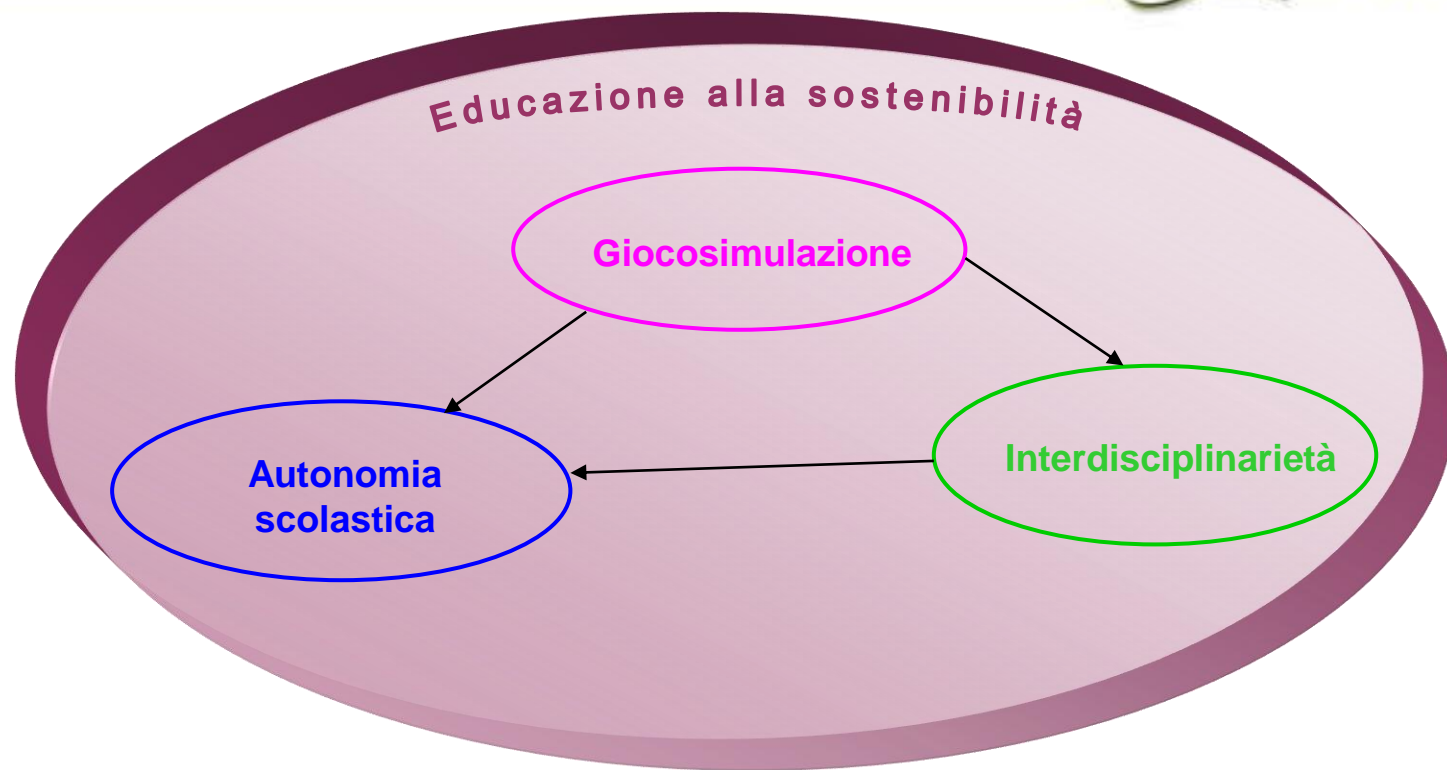 Educazione alla sostenibilità
Giocosimulazione
Interdisciplinarietà
Autonomia
scolastica